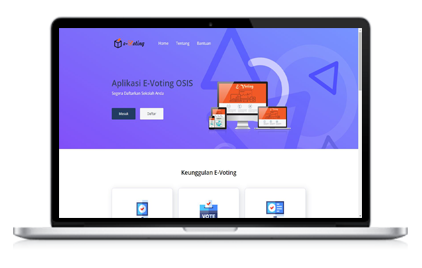 e-Voting
Home Tentang Bantuan
Aplikasi E-Voting OSIS
Segera Daftarkan Sekolah Anda
Masuk Daftar
E-Voting
Keunggulan E-Voting
VOTE